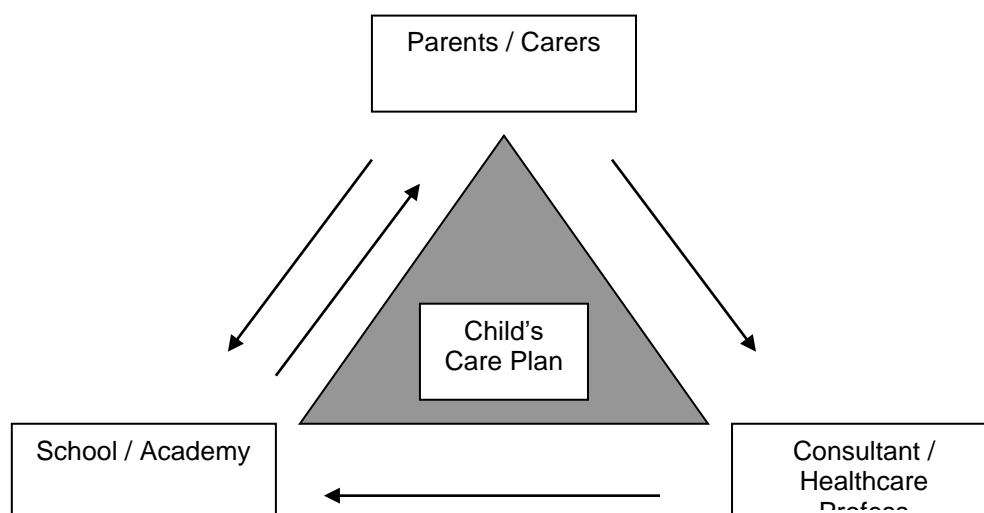 Parents / Carers
Child’s
Care Plan
School / Academy
Consultant /
Healthcare